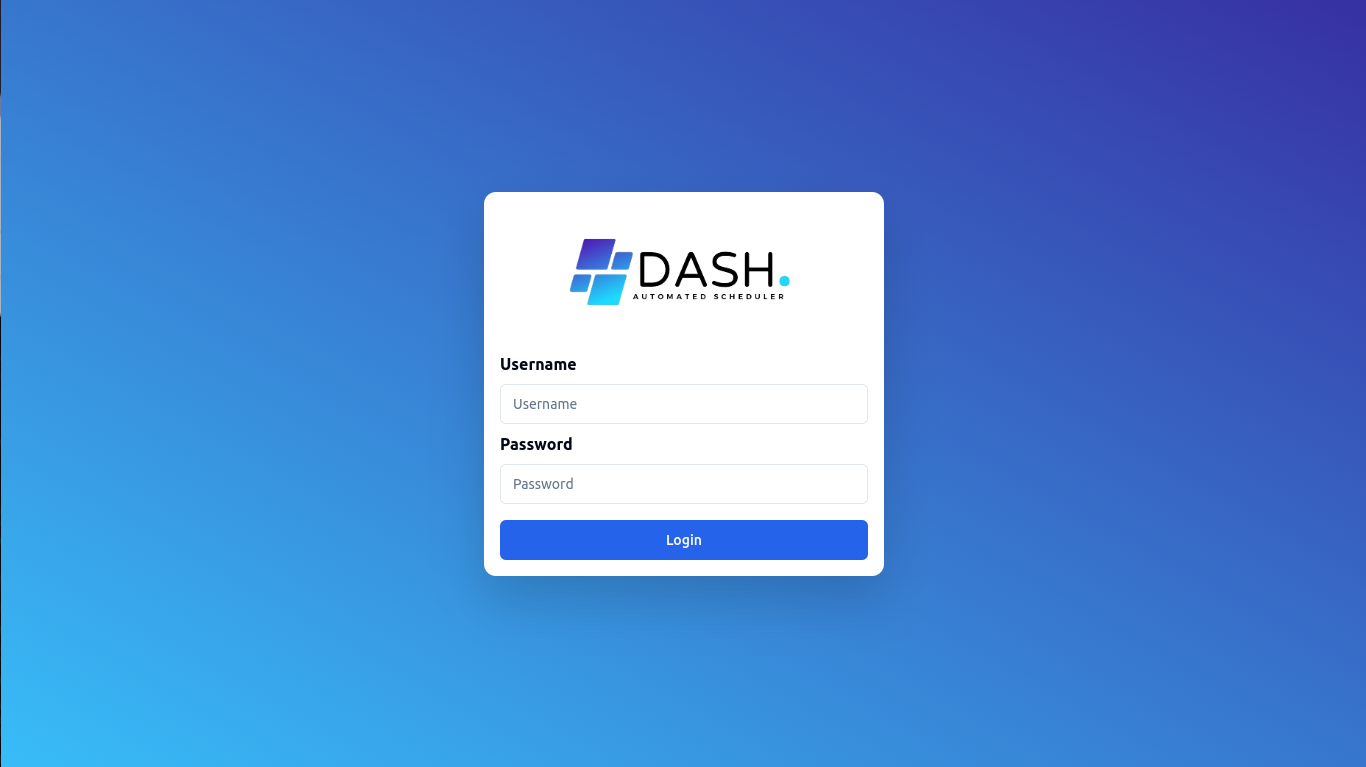 DASH.
AUTOMATED SCHEDULER
Username
Username
Password
Password
Login